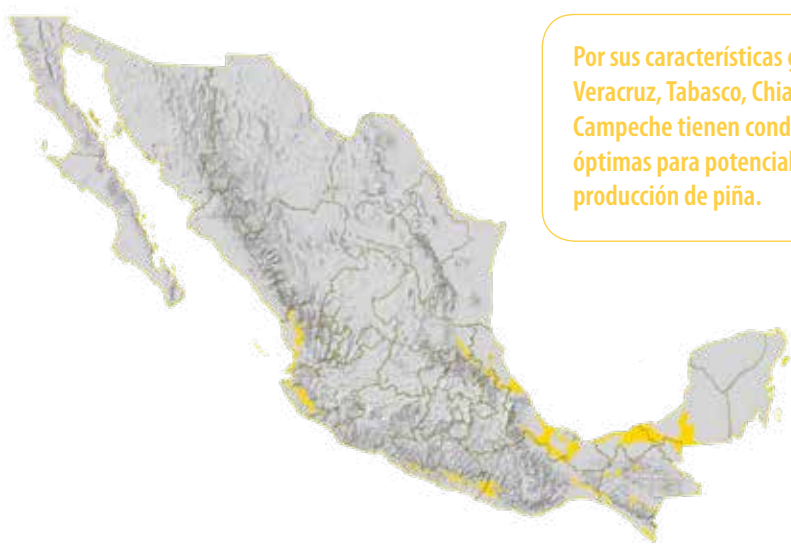 Por sus características
Veracruz, Tabasco,
Campeche tienen
óptimas para
producción de piña.